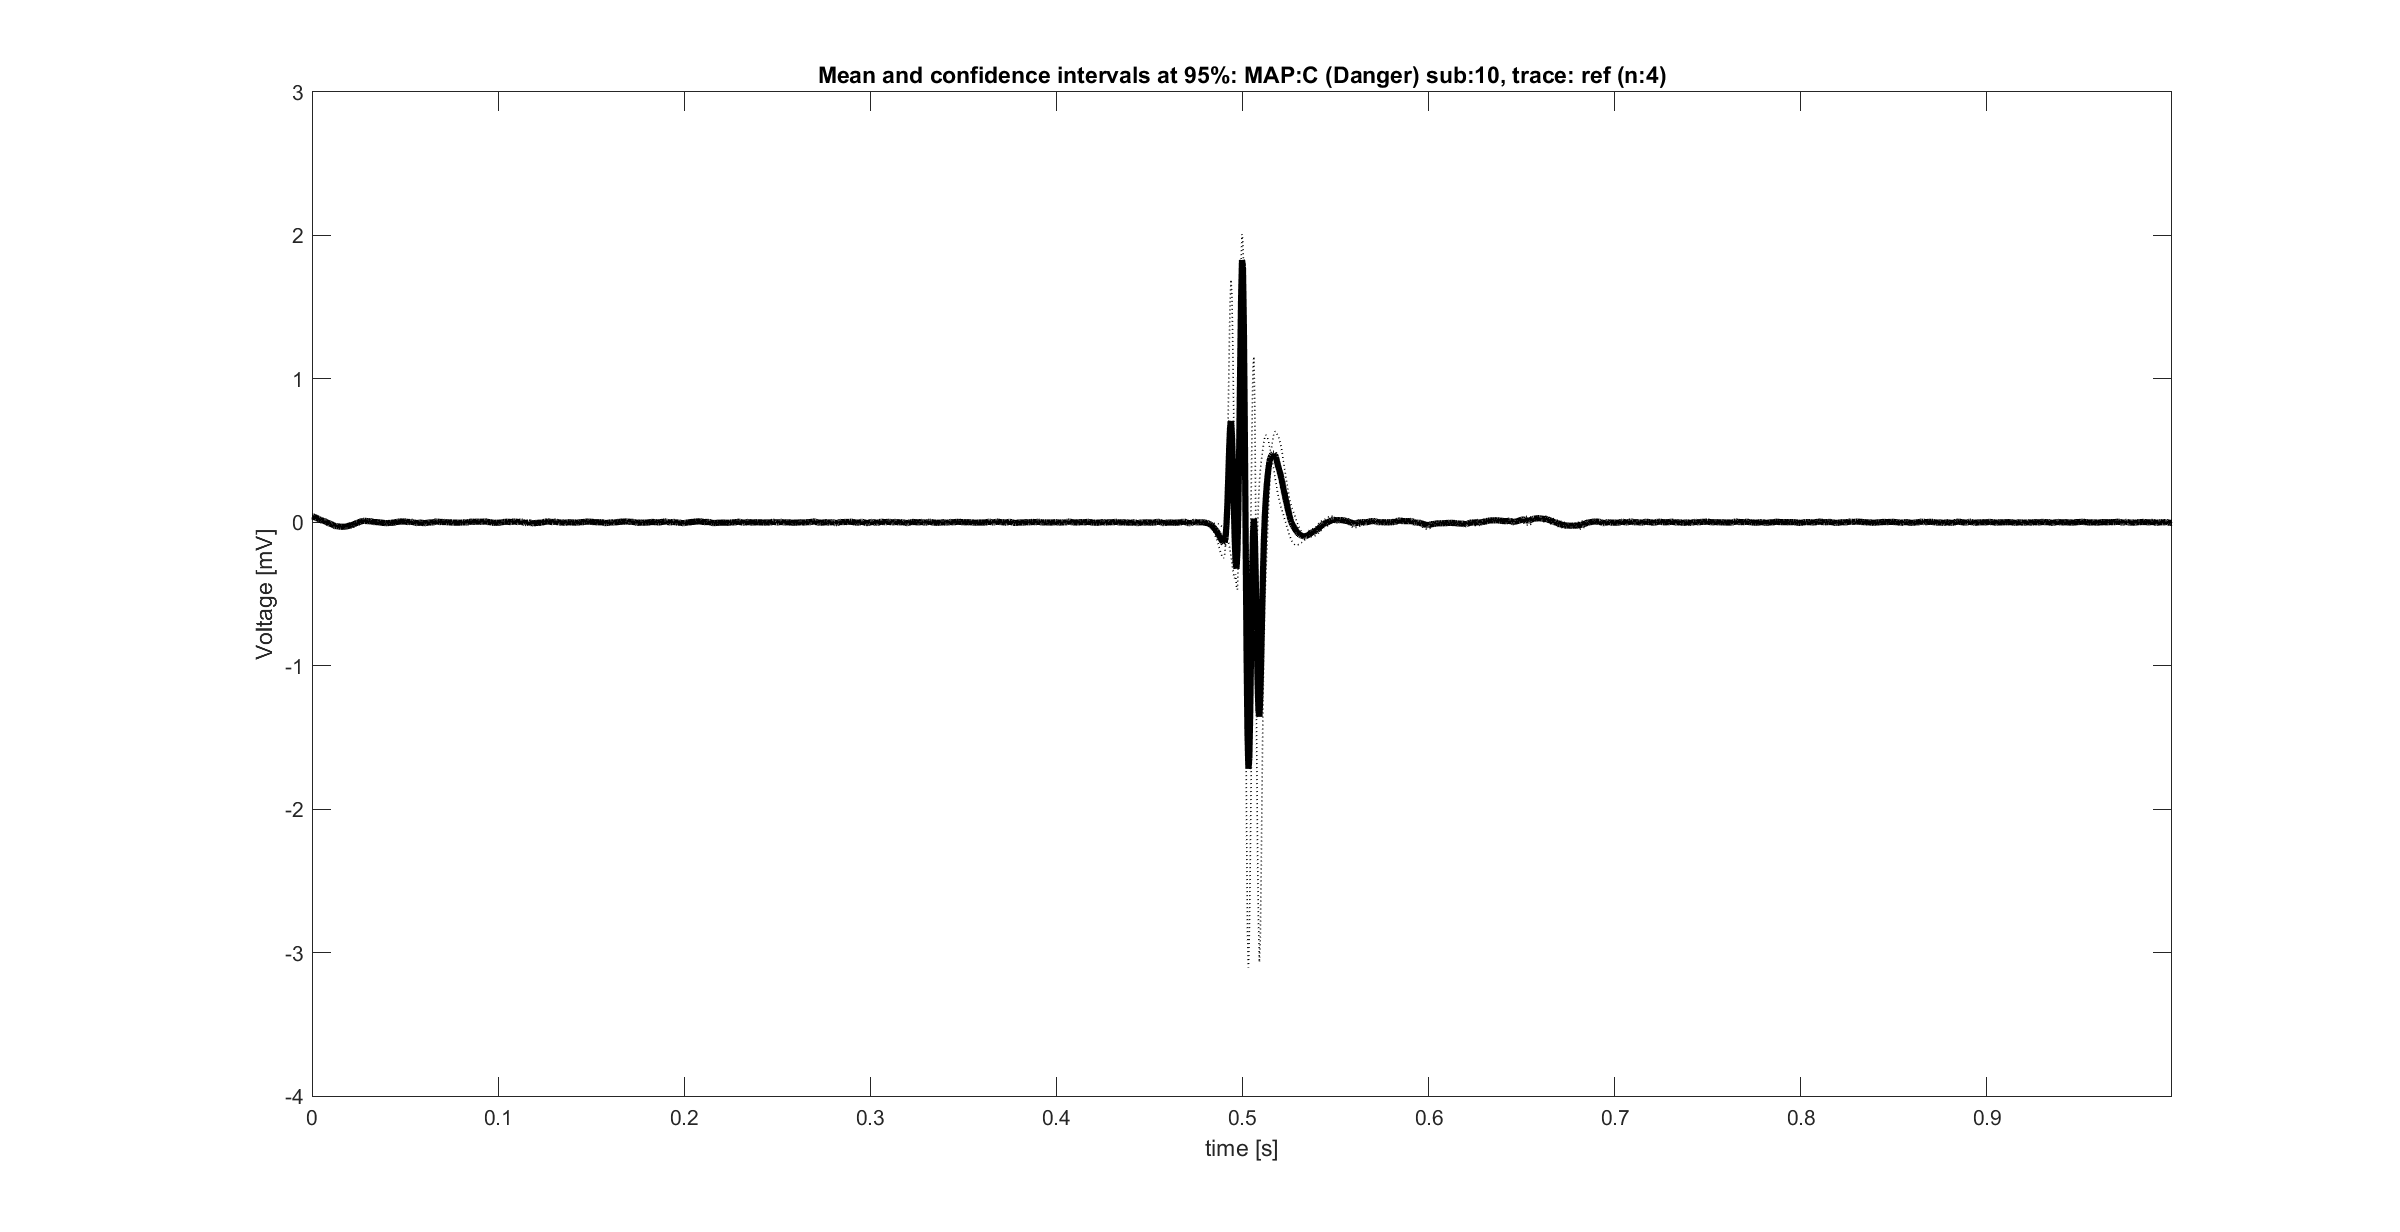 Mean and confidence intervals at 95%: MAP:C (Danger) sub:10, trace: ref (n:4)
3
2
1
0
-1
-2
-3
-4
Voltage [mV]
0 0.1 0.2 0.3 0.4 0.5 0.6 0.7 0.8 0.9
time [s]